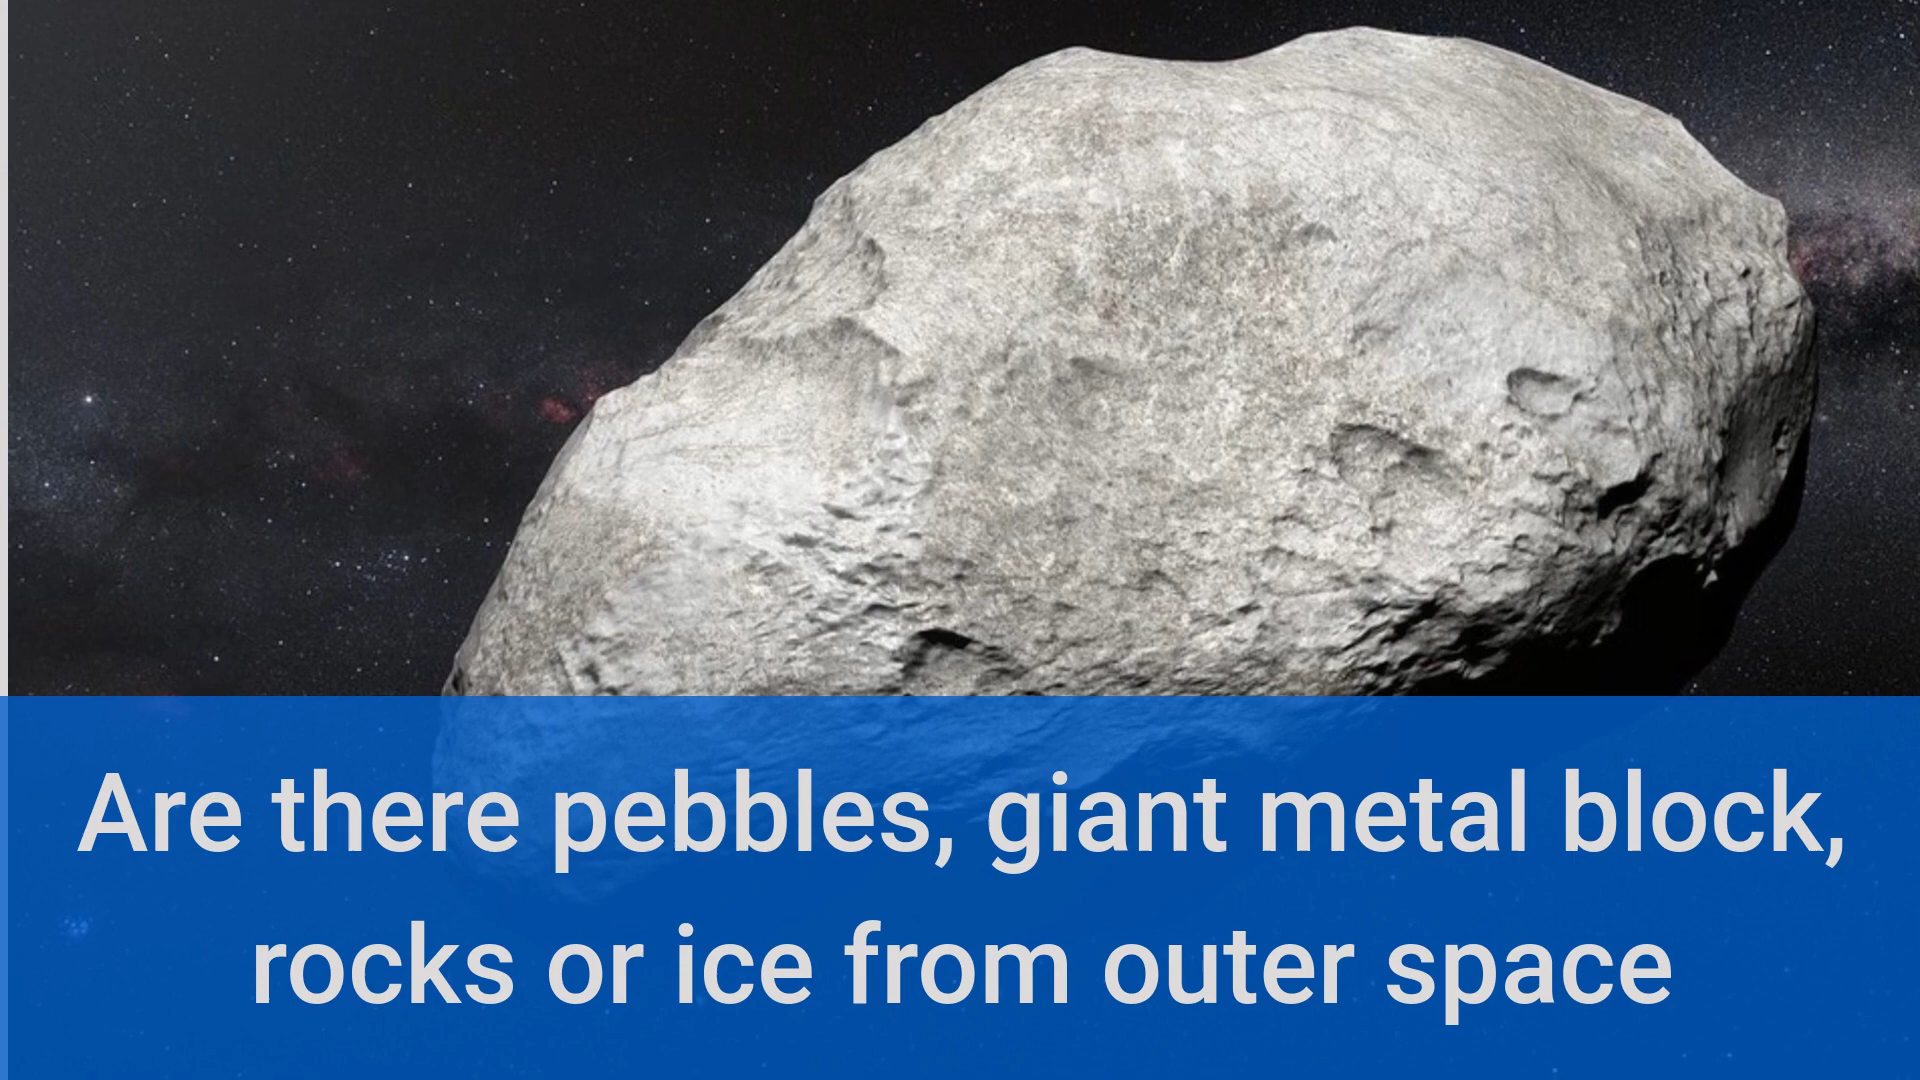 Are there pebbles, giant metal block,
rocks or ice from outer space